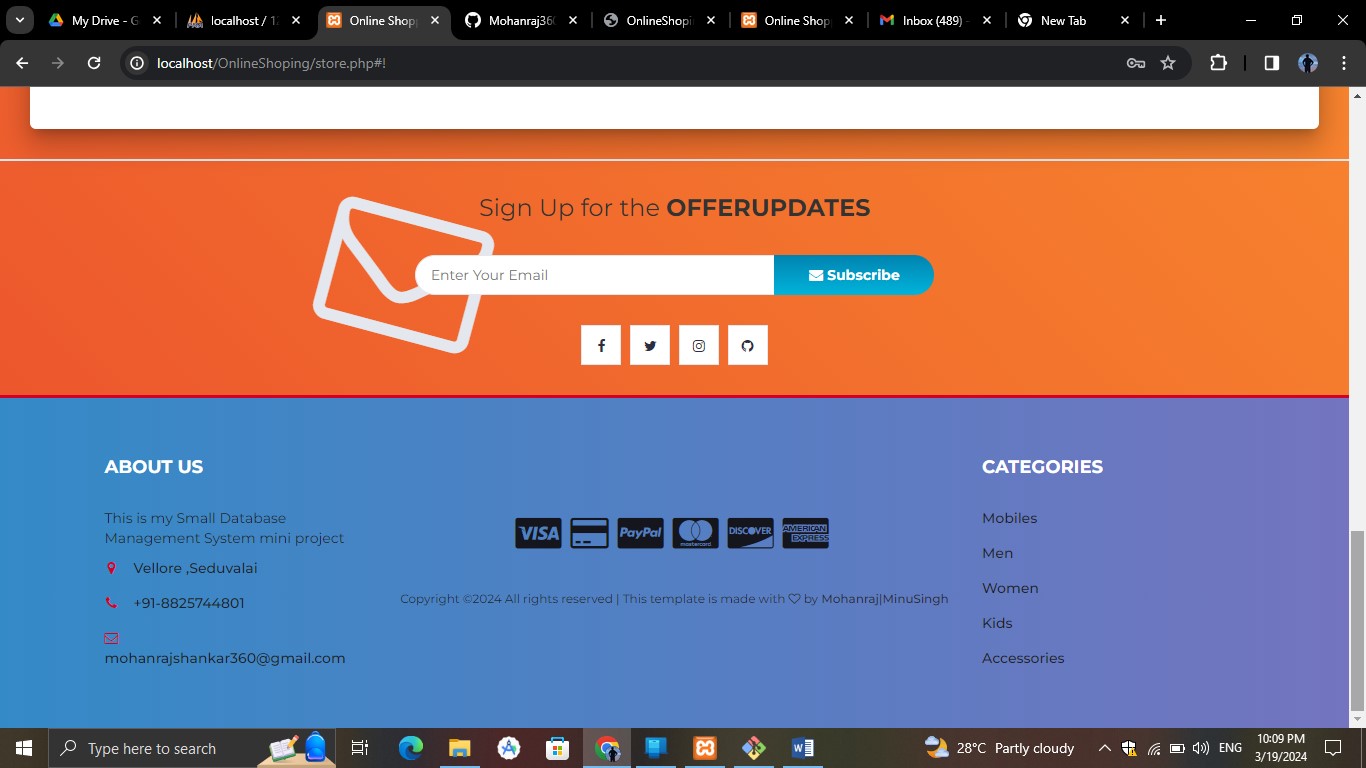 My Drive - G
localhost / 12
Online Shop
Mohanraj36
OnlineShopi
Online Shop
Inbox (489) -
New Tab
localhost/OnlineShoping/store.php#!
Sign Up for the OFFERUPDATES
Enter Your Email
Subscribe
ABOUT US
This is my Small Database
Management System mini project
Vellore ,Seduvalai
+91-8825744801
mohanrajshankar360@gmail.com
VISA
PayPal
mastercard
DISCOVER
AMERICAN
EXPRESS
Copyright ©2024 All rights reserved | This template is made with ♡ by Mohanraj|MinuSingh
CATEGORIES
Mobiles
Men
Women
Kids
Accessories
Type here to search
28°C Partly cloudy
ENG
10:09 PM
3/19/2024